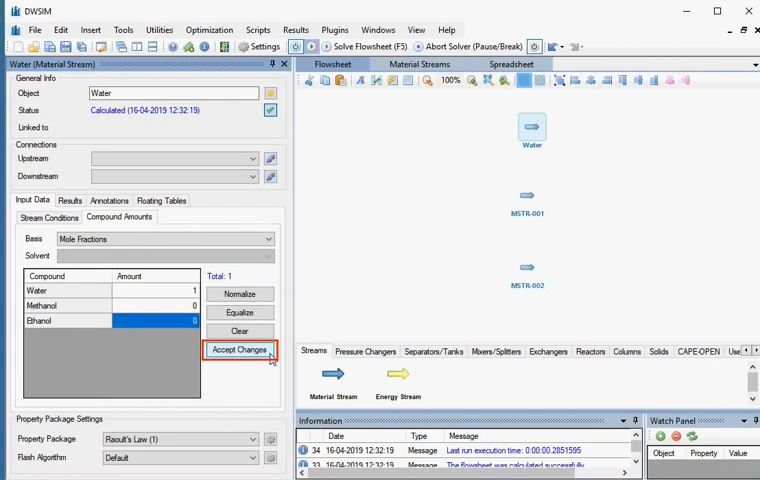 DWSIM
File Edit Insert Tools Utilities Optimization Scripts Results Plugins Windows View Help
Settings Solve Flowsheet (F5) Abort Solver (Pause/Break)
Water (Material Stream)
General Info
Object Water
Status Calculated (16-04-2019 12:32:19)
Linked to
Connections
Upstream
Downstream
Input Data Results Annotations Floating Tables
Stream Conditions Compound Amounts
Basis Mole Fractions
Solvent
Compound Amount Total: 1
Water 1
Methanol 0
Ethanol 0
Normalize
Equalize
Clear
Accept Changes
Property Package Settings
Property Package Raoult's Law (1)
Flash Algorithm Default
Flowsheet Material Streams Spreadsheet
100%
Water
MSTR-001
MSTR-002
Streams Pressure Changers Separators/Tanks Mixers/Splitters Exchangers Reactors Columns Solids CAPE-OPEN Use
Material Stream Energy Stream
Information
Date Type Message
34 16-04-2019 12:32:19 Message Last run execution time: 0:00:00.2851595
33 16-04-2019 12:32:19 Message The flowsheet was calculated successfully
Watch Panel
Object Property Value